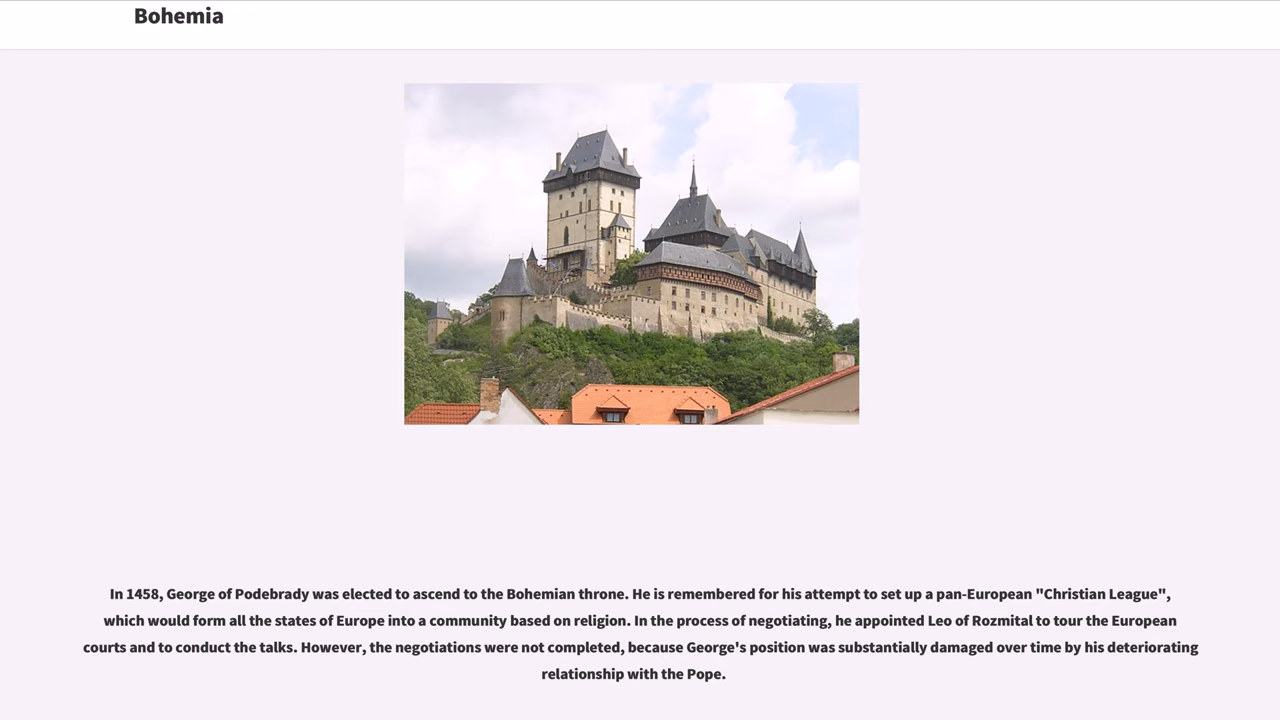 Bohemia
In 1458, George of Podebrady was elected to ascend to the Bohemian throne. He is remembered for his attempt to set up a pan-European "Christian League",
which would form all the states of Europe into a community based on religion. In the process of negotiating, he appointed Leo of Rozmital to tour the European
courts and to conduct the talks. However, the negotiations were not completed, because George's position was substantially damaged over time by his deteriorating
relationship with the Pope.